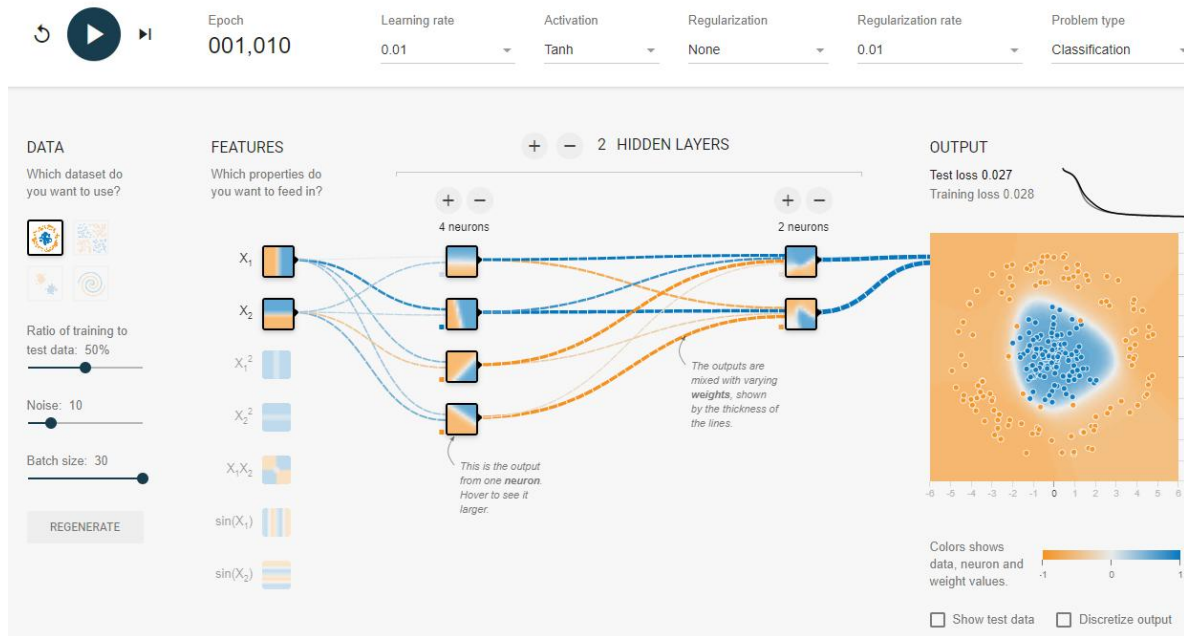 Epoch
001,010
Learning rate
0.01
Activation
Tanh
Regularization
None
Regularization rate
0.01
Problem type
Classification
DATA
Which dataset do
you want to use?
Ratio of training to
test data: 50%
Noise: 10
Batch size: 30
REGENERATE
FEATURES
Which properties do
you want to feed in?
X₁
X₂
X₁²
X₂²
X₁X₂
sin(X₁)
sin(X₂)
+ − 2 HIDDEN LAYERS
+ −
4 neurons
+ −
2 neurons
The outputs are
mixed with varying
weights, shown
by the thickness of
the lines.
This is the output
from one neuron.
Hover to see it
larger.
OUTPUT
Test loss 0.027
Training loss 0.028
-6 -5 -4 -3 -2 -1 0 1 2 3 4 5 6
Colors shows
data, neuron and
weight values.
-1 0 1
Show test data
Discretize output